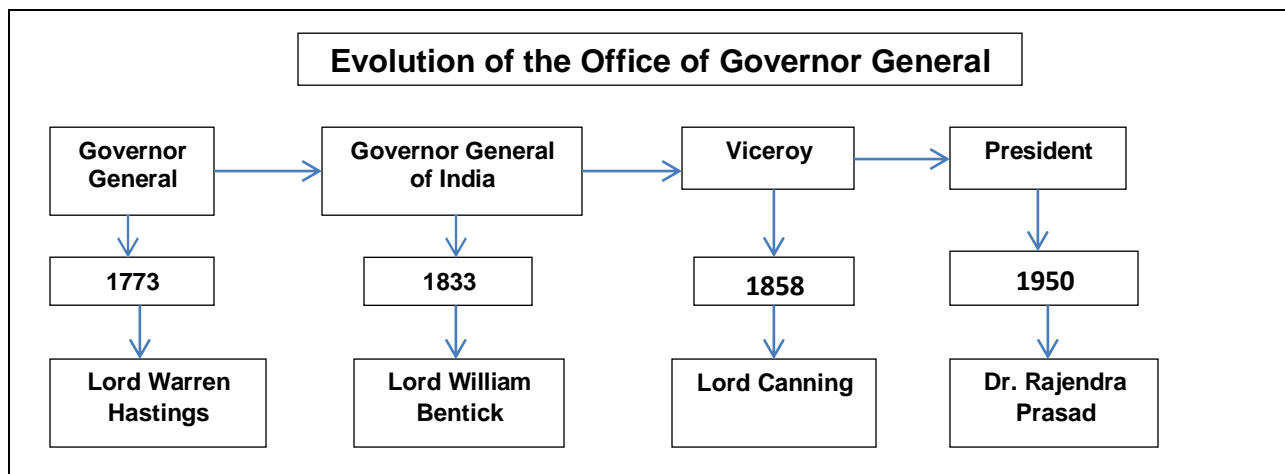 Evolution of the Office of Governor General
Governor
General
Governor General
of India
Viceroy
President
1773
1833
1858
1950
Lord Warren
Hastings
Lord William
Bentick
Lord Canning
Dr. Rajendra
Prasad